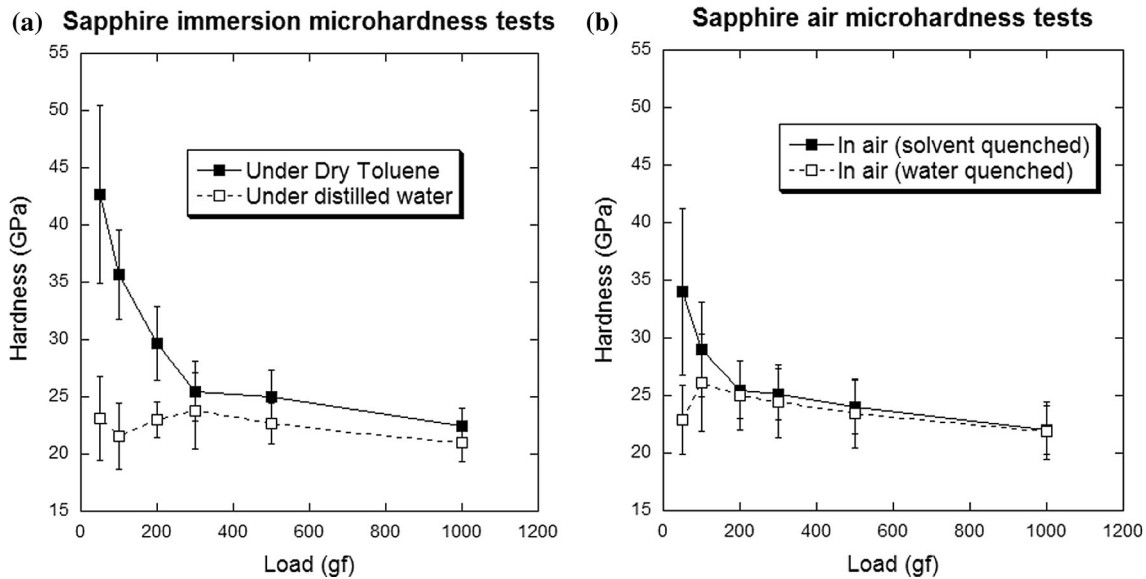 (a) Sapphire immersion microhardness tests
55
50
45
40
35
30
25
20
15
Hardness (GPa)
Under Dry Toluene
Under distilled water
0 200 400 600 800 1000 1200
Load (gf)
(b) Sapphire air microhardness tests
55
50
45
40
35
30
25
20
15
Hardness (GPa)
In air (solvent quenched)
In air (water quenched)
0 200 400 600 800 1000 1200
Load (gf)